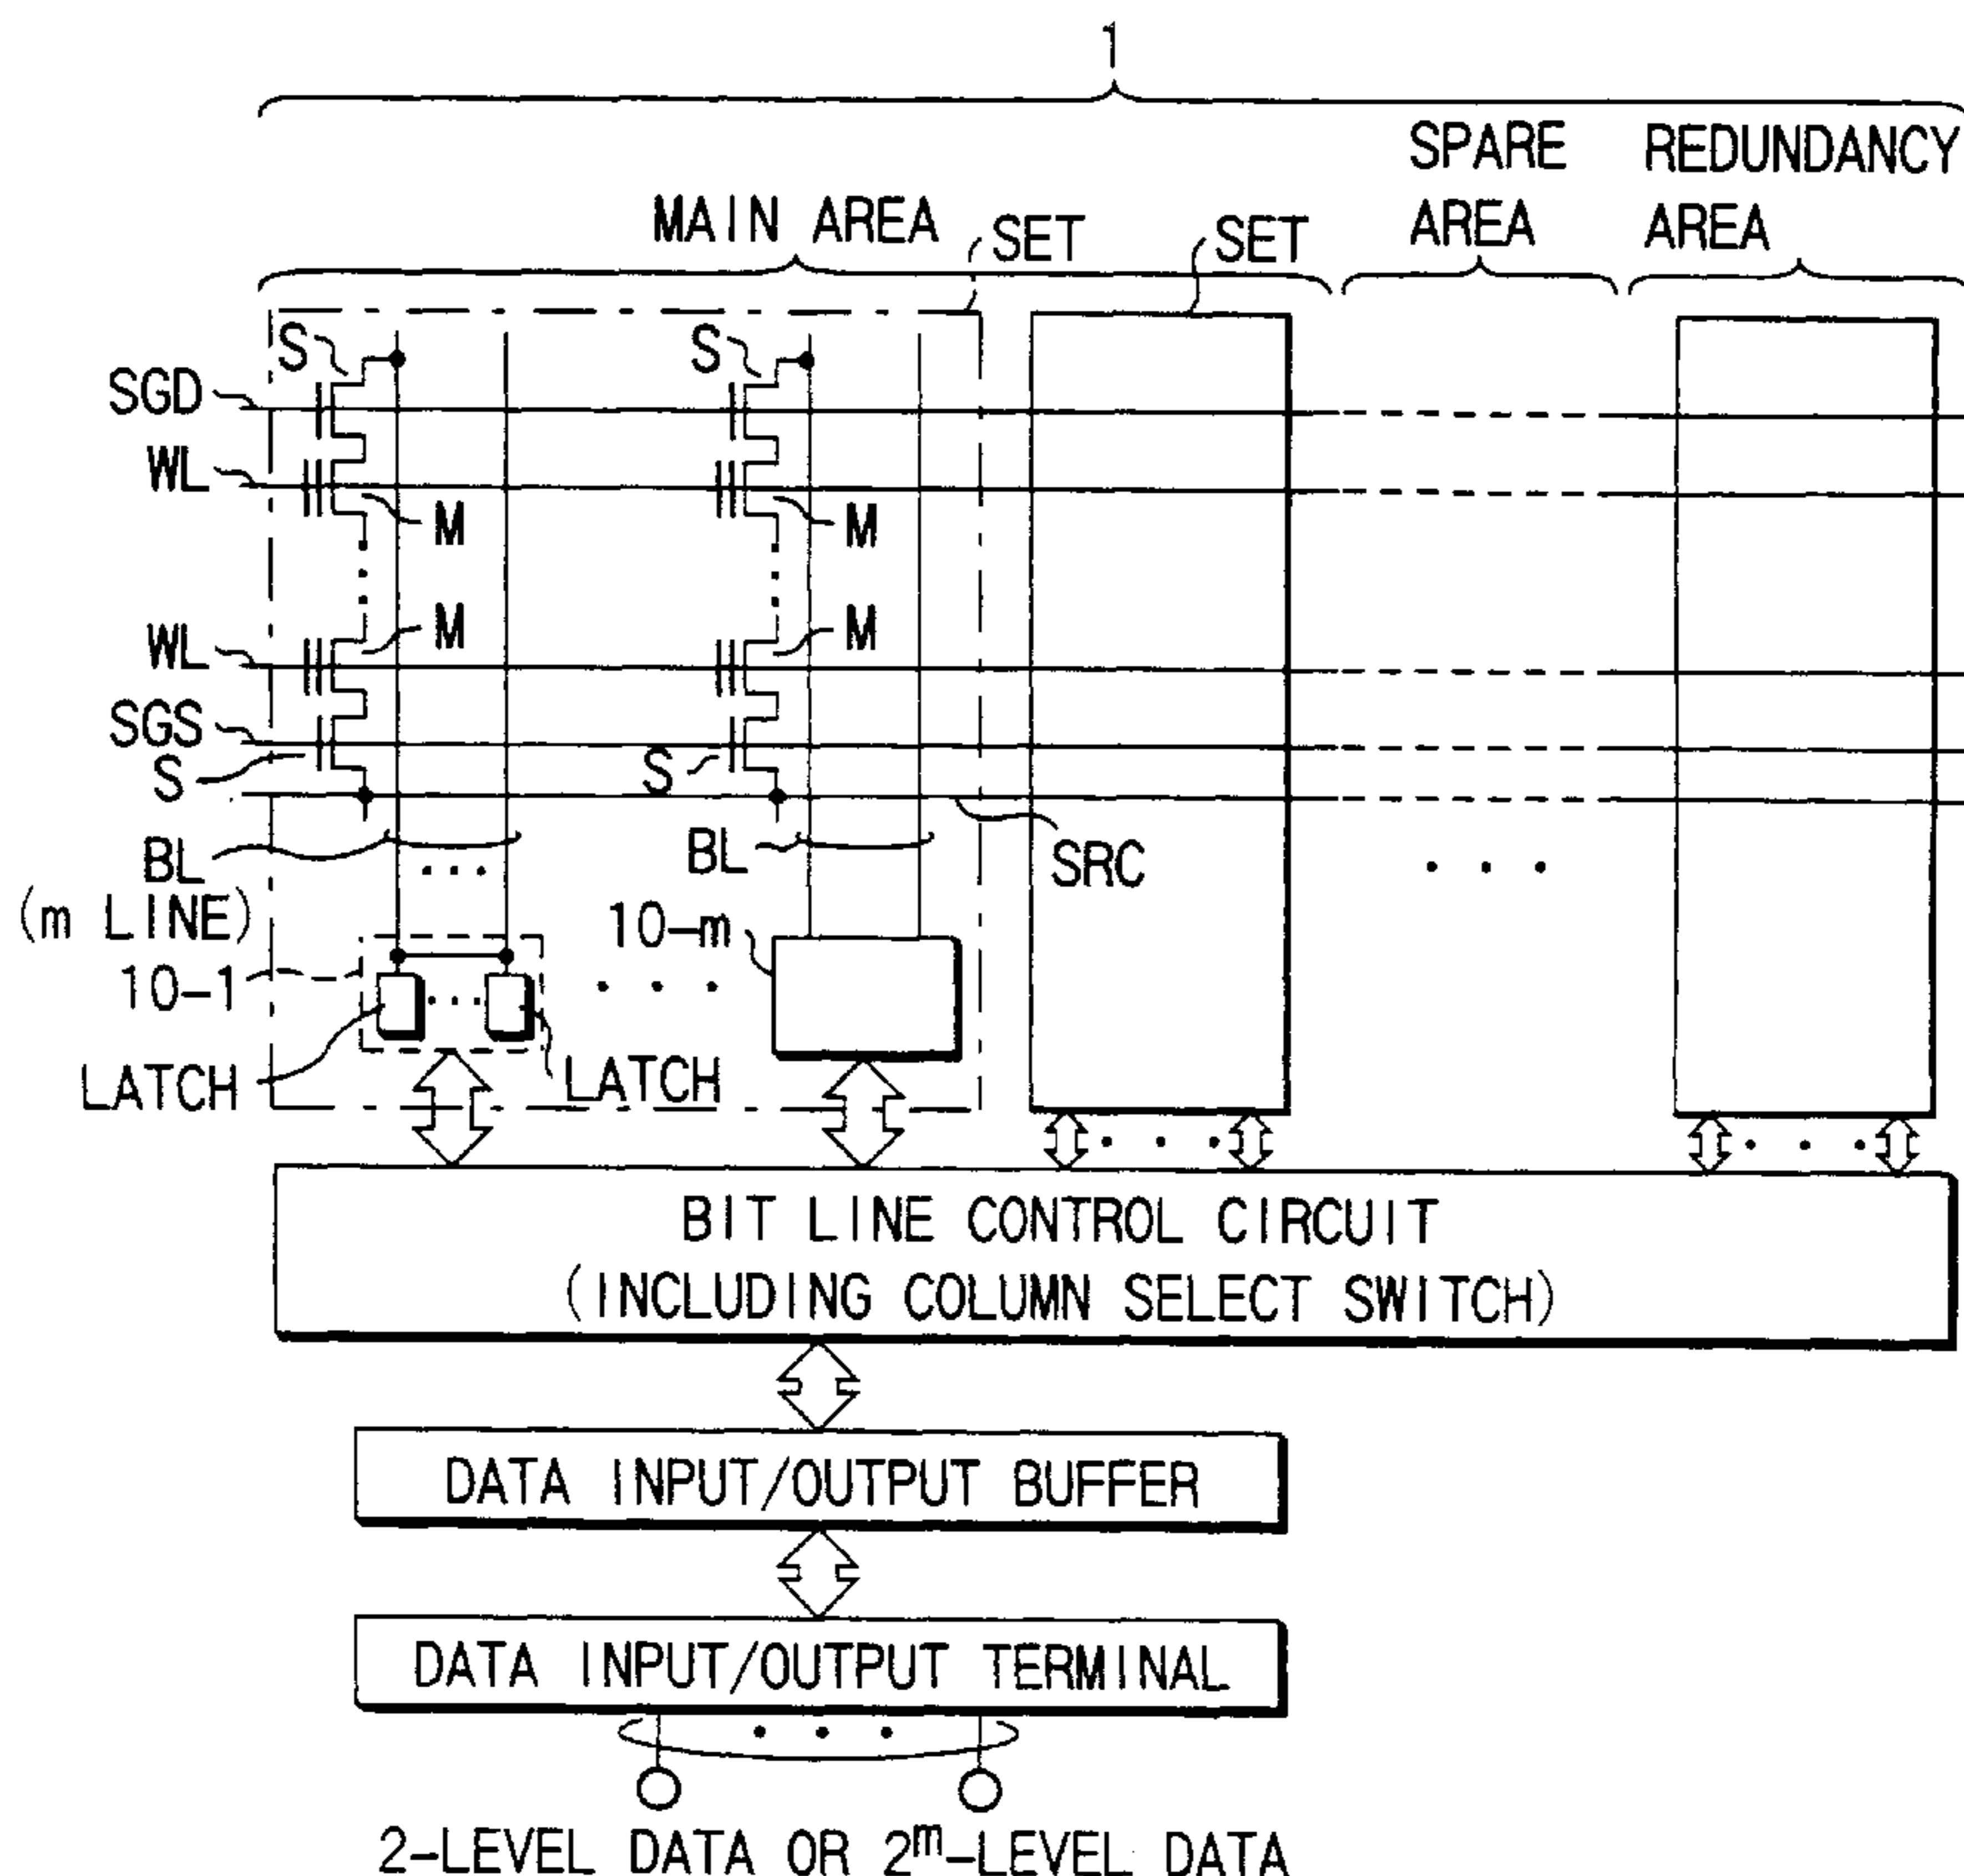 1
SPARE AREA
REDUNDANCY AREA
MAIN AREA
SET
SET
S
S
SGD
WL
M
M
WL
M
M
SGS
S
S
BL
(m LINE)
BL
SRC
10-m
10-1
LATCH
LATCH
BIT LINE CONTROL CIRCUIT
(INCLUDING COLUMN SELECT SWITCH)
DATA INPUT/OUTPUT BUFFER
DATA INPUT/OUTPUT TERMINAL
2-LEVEL DATA OR 2ᵐ-LEVEL DATA